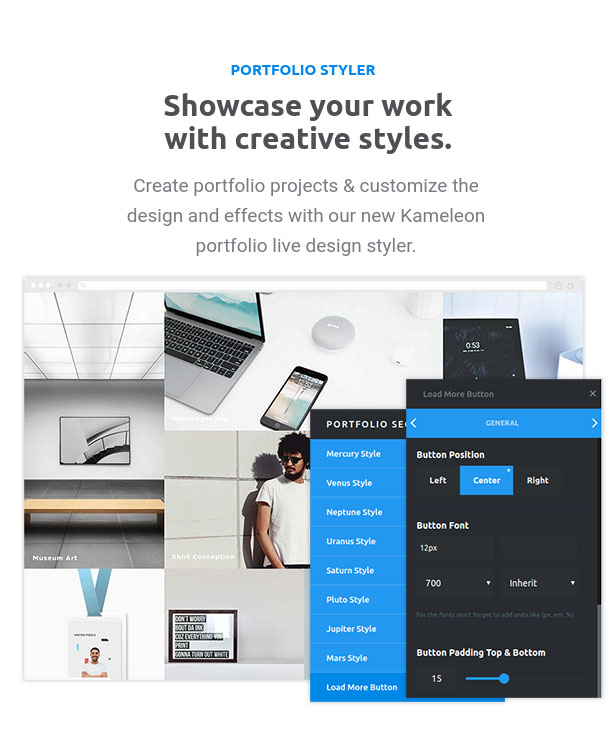 PORTFOLIO STYLER
Showcase your work
with creative styles.
Create portfolio projects & customize the
design and effects with our new Kameleon
portfolio live design styler.
0:53
Messenger App
Museum Art
Shirt Conception
UNITED PIXELS
DON'T WORRY
BOUT DA INK
CUZ EVERYTHING YOU
PRINT
GONNA TURN OUT WHITE
PORTFOLIO SE
Mercury Style
Venus Style
Neptune Style
Uranus Style
Saturn Style
Pluto Style
Jupiter Style
Mars Style
Load More Button
Load More Button
GENERAL
Button Position
Left Center Right
Button Font
12px
700 Inherit
For the fonts don't forget to add units like (px, em, %)
Button Padding Top & Bottom
15